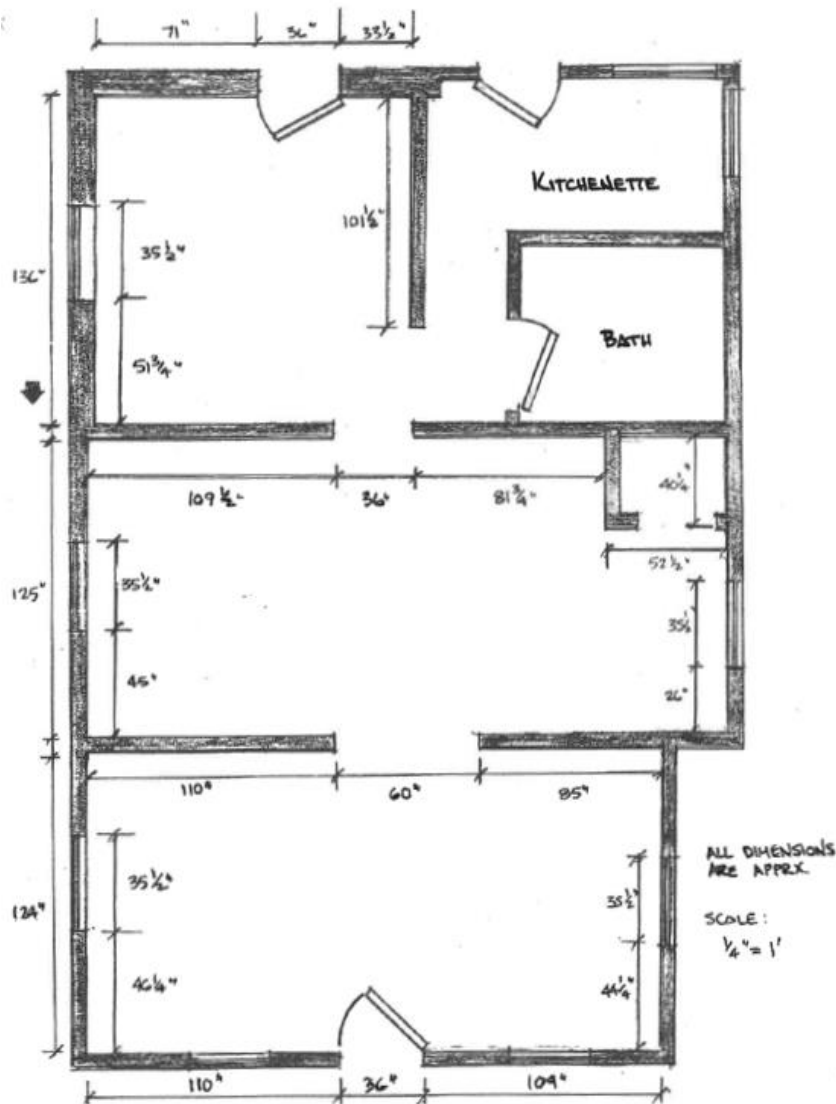 71" 36" 33½"
KITCHENETTE
101½"
35½"
136"
BATH
51¾"
109½" 36" 81¾"
40¼"
52½"
35½"
125"
35½"
45"
26"
110" 60" 85"
ALL DIMENSIONS
ARE APPRX
35½"
35½"
124"
SCALE:
¼" = 1'
46¼"
44¼"
110" 36" 104"